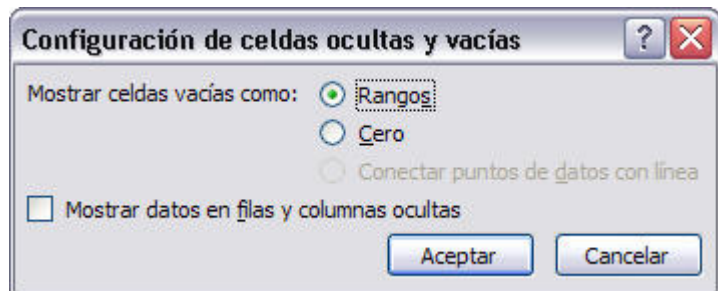 Configuración de celdas ocultas y vacías
?
Mostrar celdas vacías como: Rangos
Cero
Conectar puntos de datos con línea
Mostrar datos en filas y columnas ocultas
Aceptar Cancelar